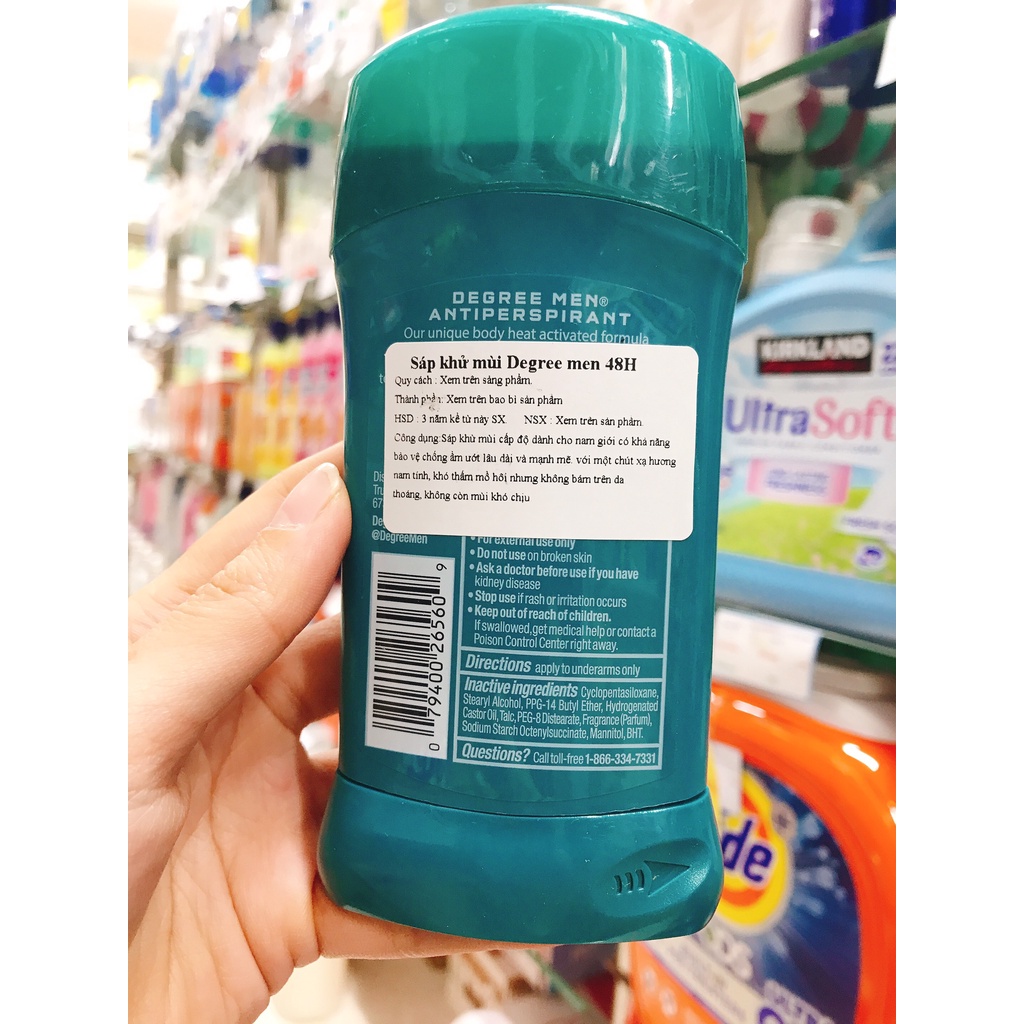 DEGREE MEN®
ANTIPERSPIRANT
Our unique body heat activated formula
Sáp khử mùi Degree men 48H
Quy cách : Xem trên sảng phẩm.
Thành phần: Xem trên bao bì sản phẩm
HSD : 3 năm kể từ này SX. NSX : Xem trên sản phẩm.
Công dụng:Sáp khử mùi cấp độ dành cho nam giới có khả năng
bảo vệ chống ẩm ướt lâu dài và mạnh mẽ. với một chút xạ hương
nam tính, khó thấm mồ hôi nhưng không bám trên da
thoáng, không còn mùi khó chịu
@DegreeMen
• For external use only
• Do not use on broken skin
• Ask a doctor before use if you have
kidney disease
• Stop use if rash or irritation occurs
• Keep out of reach of children.
If swallowed,get medical help or contact a
Poison Control Center right away.
Directions apply to underarms only
Inactive ingredients Cyclopentasiloxane,
Stearyl Alcohol, PPG-14 Butyl Ether, Hydrogenated
Castor Oil, Talc, PEG-8 Distearate, Fragrance (Parfum),
Sodium Starch Octenylsuccinate, Mannitol, BHT.
Questions? Call toll-free 1-866-334-7331
0 79400 26560 9
KIRKLAND
UltraSoft
de